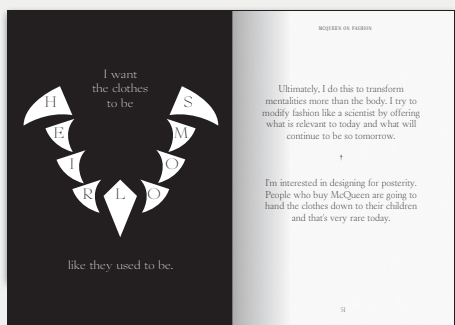 I want
the clothes
to be
H
E
I
R
L
O
O
M
S
like they used to be.
MCQUEEN ON FASHION
Ultimately, I do this to transform
mentalities more than the body. I try to
modify fashion like a scientist by offering
what is relevant to today and what will
continue to be so tomorrow.
†
I'm interested in designing for posterity.
People who buy McQueen are going to
hand the clothes down to their children
and that's very rare today.
51